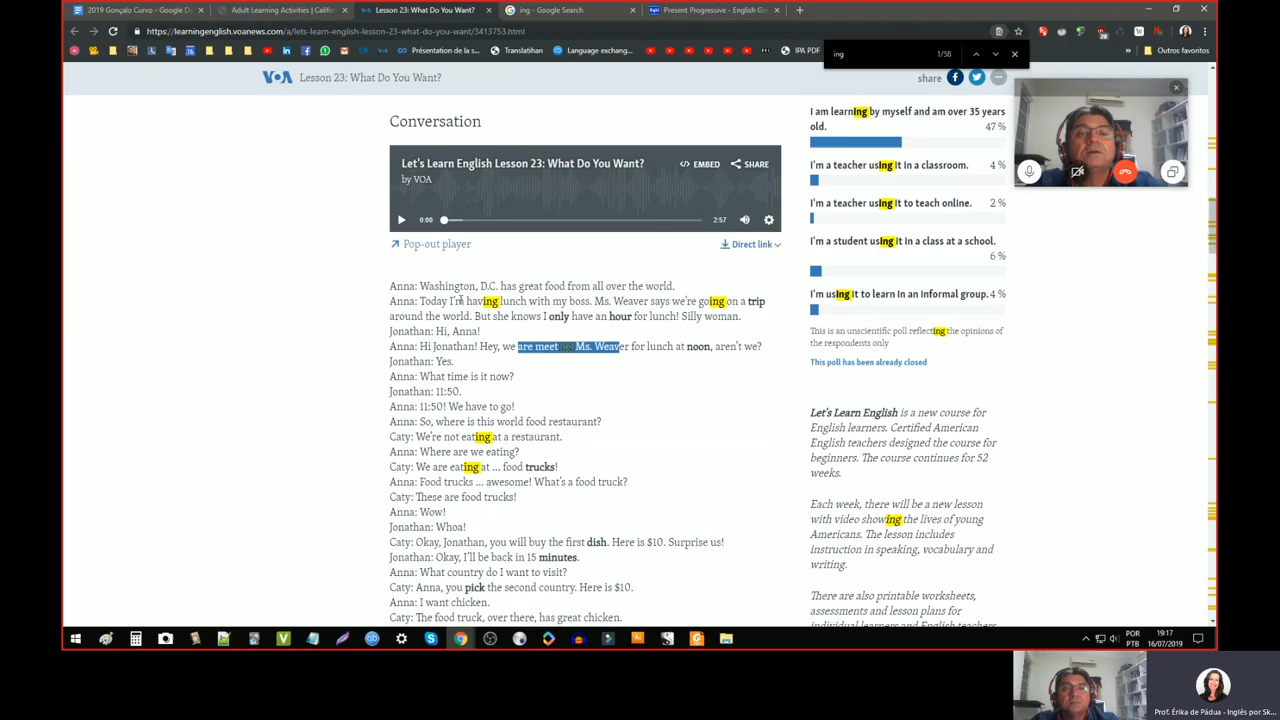 2019 Gonçalo Curvo - Google D
Adult Learning Activities | Califor
Lesson 23: What Do You Want?
ing - Google Search
Present Progressive - English Gr
https://learningenglish.voanews.com/a/lets-learn-english-lesson-23-what-do-you-want/3413753.html
Présentation de la s...
Translatihan
Language exchang...
IPA PDF
Outros favoritos
ing
1/58
VOA Lesson 23: What Do You Want?
share
Conversation
Let's Learn English Lesson 23: What Do You Want?
by VOA
EMBED
SHARE
0:00
2:57
Pop-out player
Direct link
Anna: Washington, D.C. has great food from all over the world.
Anna: Today I'm having lunch with my boss. Ms. Weaver says we're going on a trip
around the world. But she knows I only have an hour for lunch! Silly woman.
Jonathan: Hi, Anna!
Anna: Hi Jonathan! Hey, we are meeting Ms. Weaver for lunch at noon, aren't we?
Jonathan: Yes.
Anna: What time is it now?
Jonathan: 11:50.
Anna: 11:50! We have to go!
Anna: So, where is this world food restaurant?
Caty: We're not eating at a restaurant.
Anna: Where are we eating?
Caty: We are eating at ... food trucks!
Anna: Food trucks ... awesome! What's a food truck?
Caty: These are food trucks!
Anna: Wow!
Jonathan: Whoa!
Caty: Okay, Jonathan, you will buy the first dish. Here is $10. Surprise us!
Jonathan: Okay, I'll be back in 15 minutes.
Anna: What country do I want to visit?
Caty: Anna, you pick the second country. Here is $10.
Anna: I want chicken.
Caty: The food truck, over there, has great chicken.
I am learning by myself and am over 35 years
old.
47 %
I'm a teacher using it in a classroom.
4 %
I'm a teacher using it to teach online.
2 %
I'm a student using it in a class at a school.
6 %
I'm using it to learn in an informal group.
4 %
This is an unscientific poll reflecting the opinions of
the respondents only
This poll has been already closed
Let's Learn English is a new course for
English learners. Certified American
English teachers designed the course for
beginners. The course continues for 52
weeks.
Each week, there will be a new lesson
with video showing the lives of young
Americans. The lesson includes
instruction in speaking, vocabulary and
writing.
There are also printable worksheets,
assessments and lesson plans for
individual learners and English teachers
POR
PTB
19:17
16/07/2019
Prof. Érika de Pádua - Inglês por Sk...